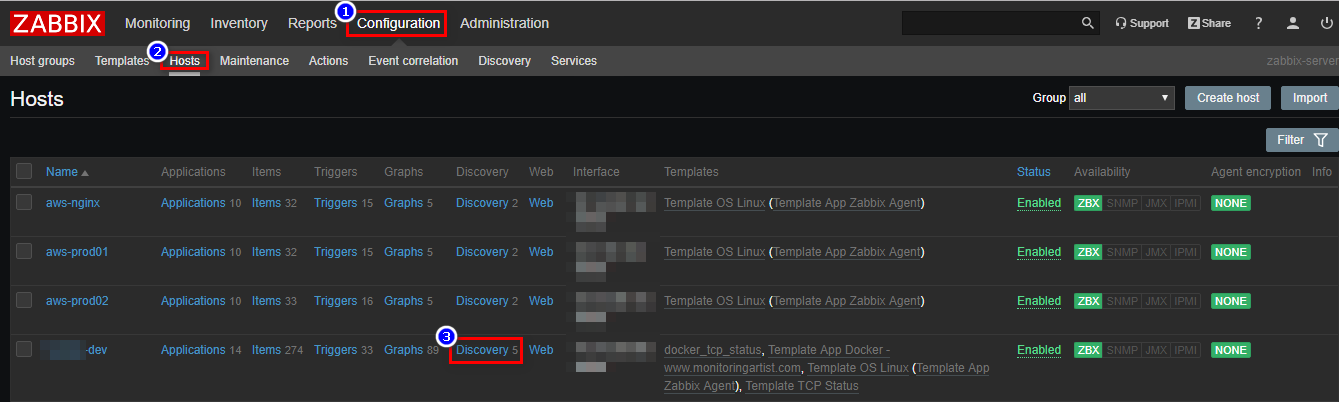 ZABBIX Monitoring Inventory Reports 1 Configuration Administration Support Z Share ?
2
Host groups Templates Hosts Maintenance Actions Event correlation Discovery Services zabbix-server
Hosts Group all Create host Import
Filter
Name Applications Items Triggers Graphs Discovery Web Interface Templates Status Availability Agent encryption Info
aws-nginx Applications 10 Items 32 Triggers 15 Graphs 5 Discovery 2 Web Template OS Linux (Template App Zabbix Agent) Enabled ZBX SNMP JMX IPMI NONE
aws-prod01 Applications 10 Items 32 Triggers 15 Graphs 5 Discovery 2 Web Template OS Linux (Template App Zabbix Agent) Enabled ZBX SNMP JMX IPMI NONE
aws-prod02 Applications 10 Items 33 Triggers 16 Graphs 5 Discovery 2 Web Template OS Linux (Template App Zabbix Agent) Enabled ZBX SNMP JMX IPMI NONE
3
-dev Applications 14 Items 274 Triggers 33 Graphs 89 Discovery 5 Web docker_tcp_status, Template App Docker - Enabled ZBX SNMP JMX IPMI NONE
www.monitoringartist.com, Template OS Linux (Template App
Zabbix Agent), Template TCP Status